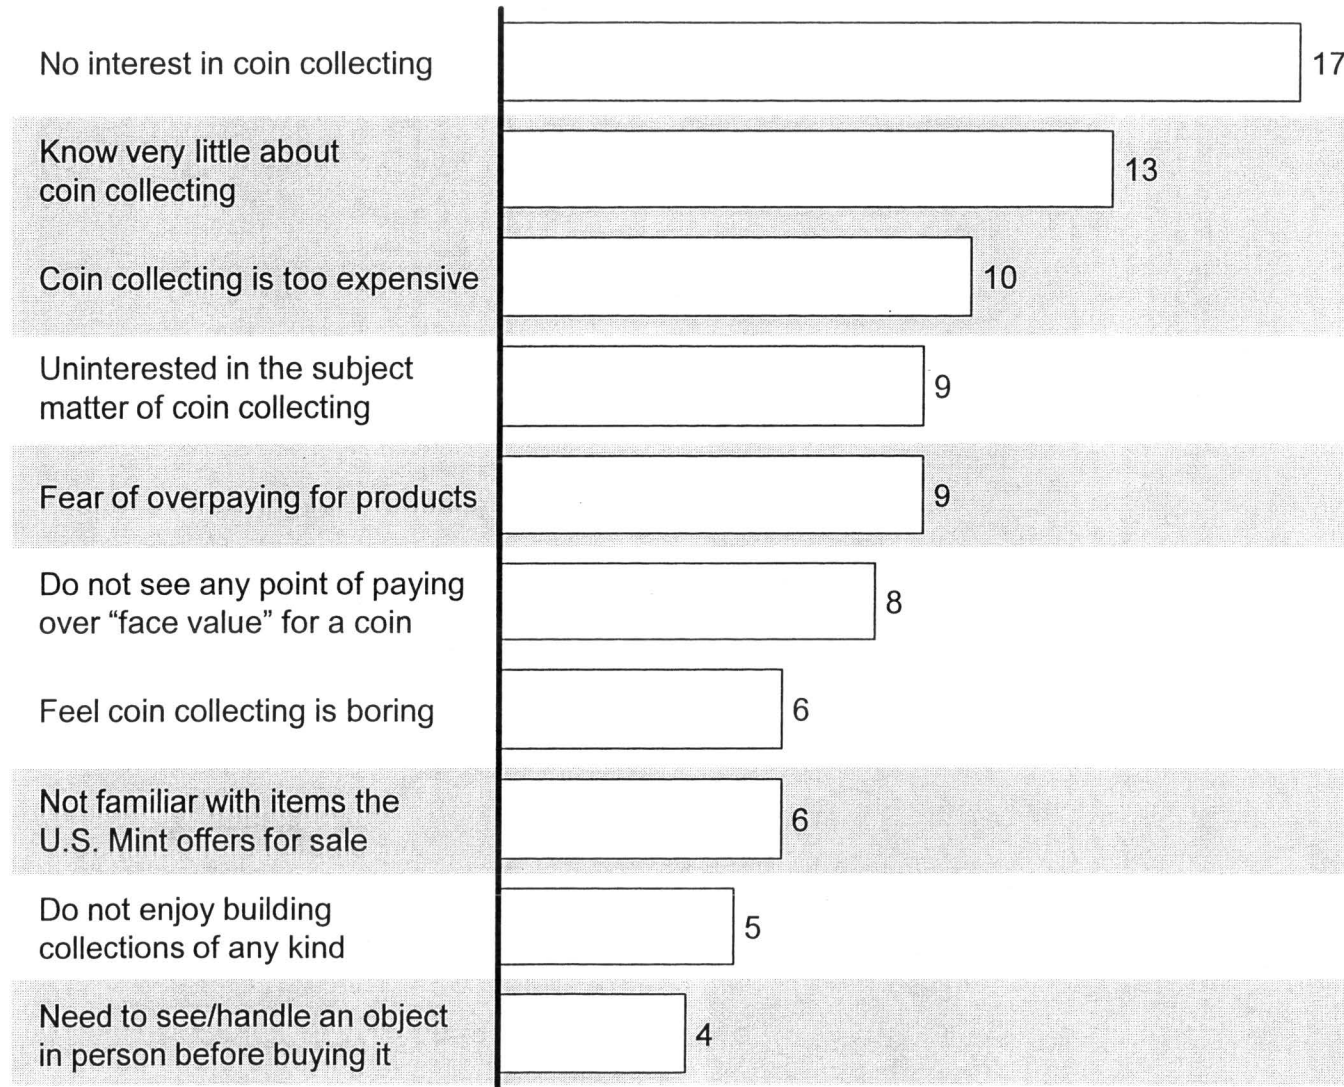 No interest in coin collecting
17
Know very little about
coin collecting
13
Coin collecting is too expensive
10
Uninterested in the subject
matter of coin collecting
9
Fear of overpaying for products
9
Do not see any point of paying
over “face value” for a coin
8
Feel coin collecting is boring
6
Not familiar with items the
U.S. Mint offers for sale
6
Do not enjoy building
collections of any kind
5
Need to see/handle an object
in person before buying it
4